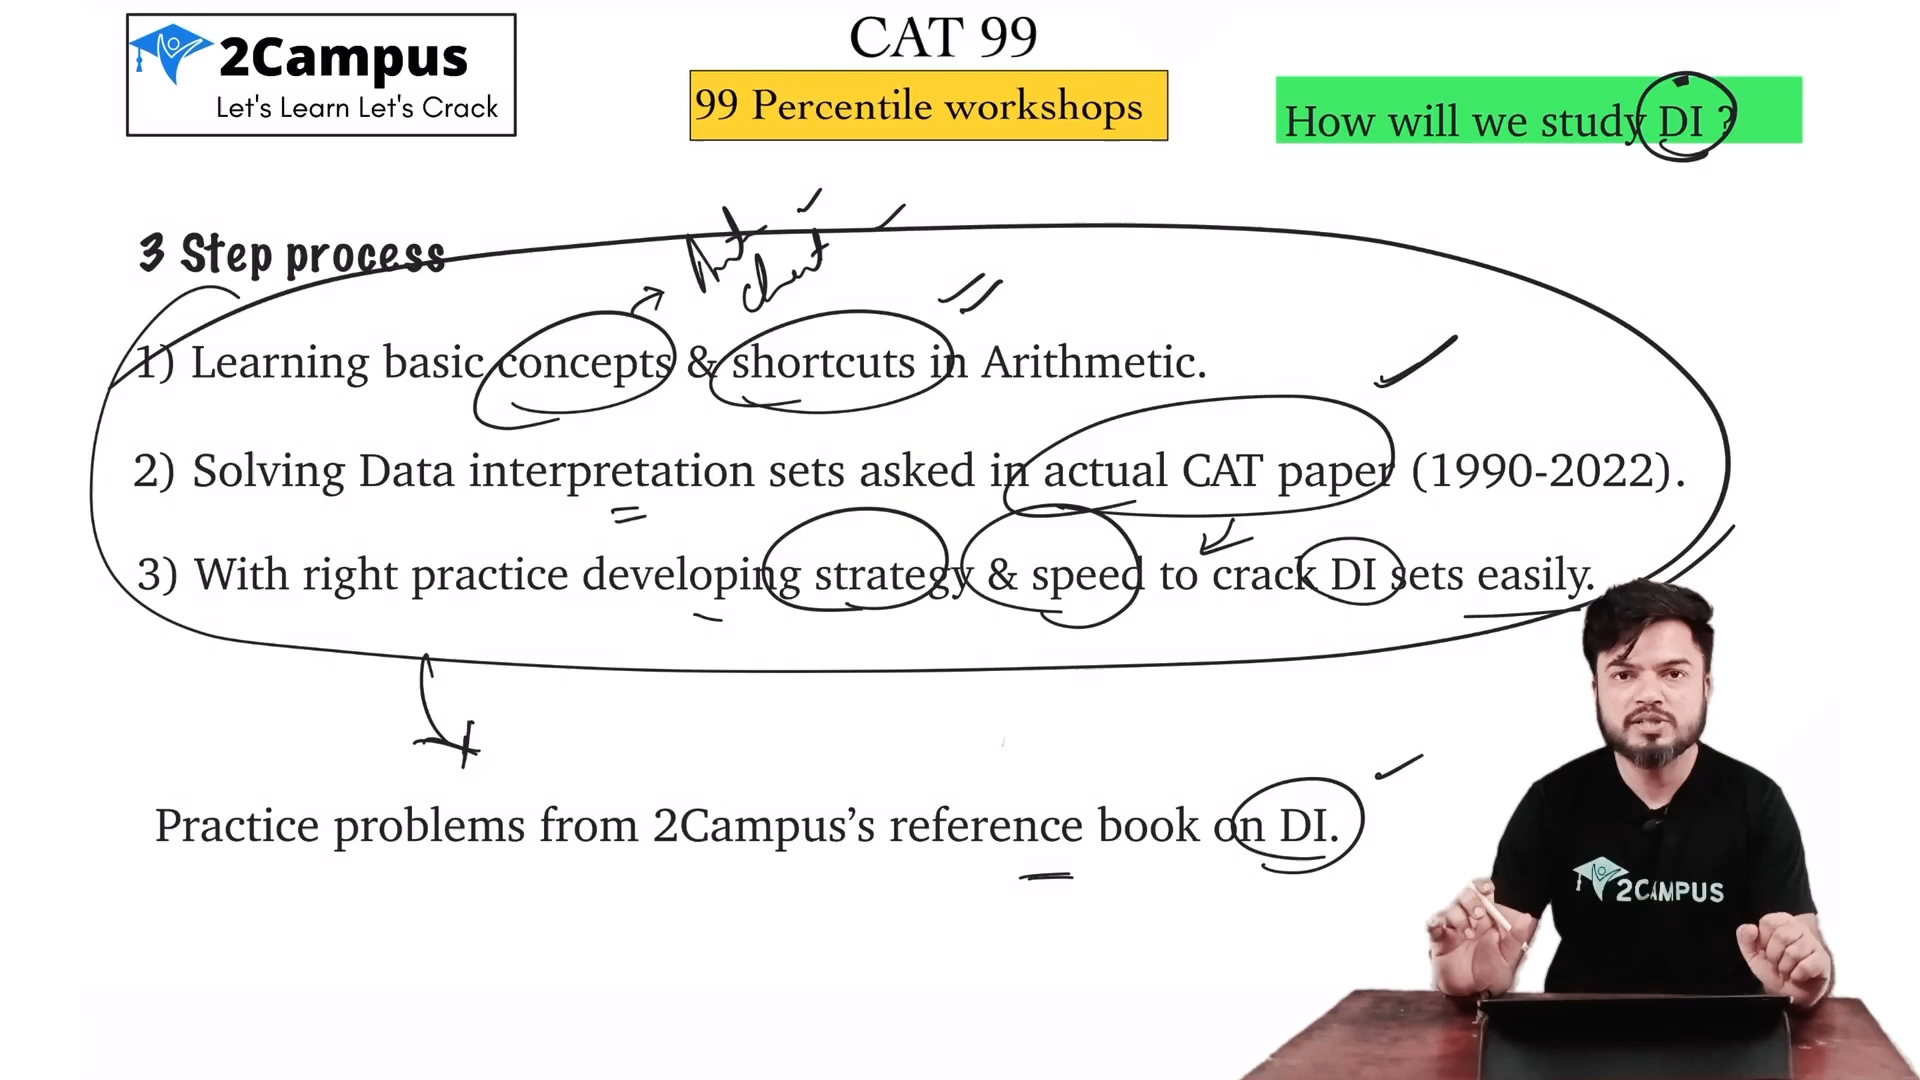 2Campus
Let's Learn Let's Crack
CAT 99
99 Percentile workshops
How will we study DI ?
3 Step process
1) Learning basic concepts & shortcuts in Arithmetic.
2) Solving Data interpretation sets asked in actual CAT paper (1990-2022).
3) With right practice developing strategy & speed to crack DI sets easily.
Practice problems from 2Campus’s reference book on DI.
2CAMPUS